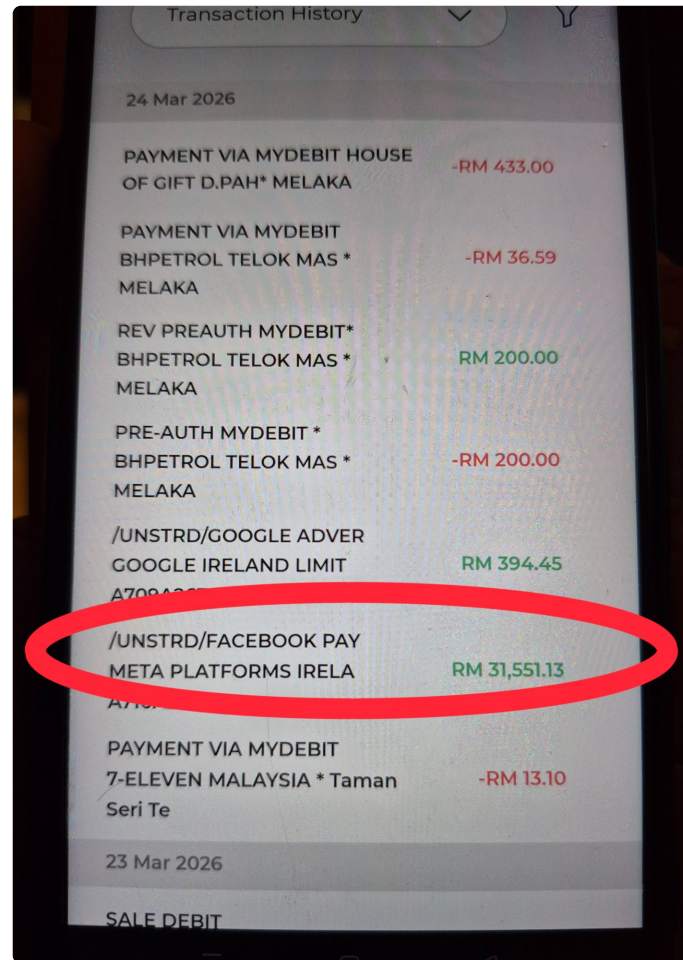 Transaction History
24 Mar 2026
PAYMENT VIA MYDEBIT HOUSE
OF GIFT D.PAH* MELAKA
-RM 433.00
PAYMENT VIA MYDEBIT
BHPETROL TELOK MAS *
MELAKA
-RM 36.59
REV PREAUTH MYDEBIT*
BHPETROL TELOK MAS *
MELAKA
RM 200.00
PRE-AUTH MYDEBIT *
BHPETROL TELOK MAS *
MELAKA
-RM 200.00
/UNSTRD/GOOGLE ADVER
GOOGLE IRELAND LIMIT
RM 394.45
/UNSTRD/FACEBOOK PAY
META PLATFORMS IRELA
RM 31,551.13
PAYMENT VIA MYDEBIT
7-ELEVEN MALAYSIA * Taman
Seri Te
-RM 13.10
23 Mar 2026
SALE DEBIT